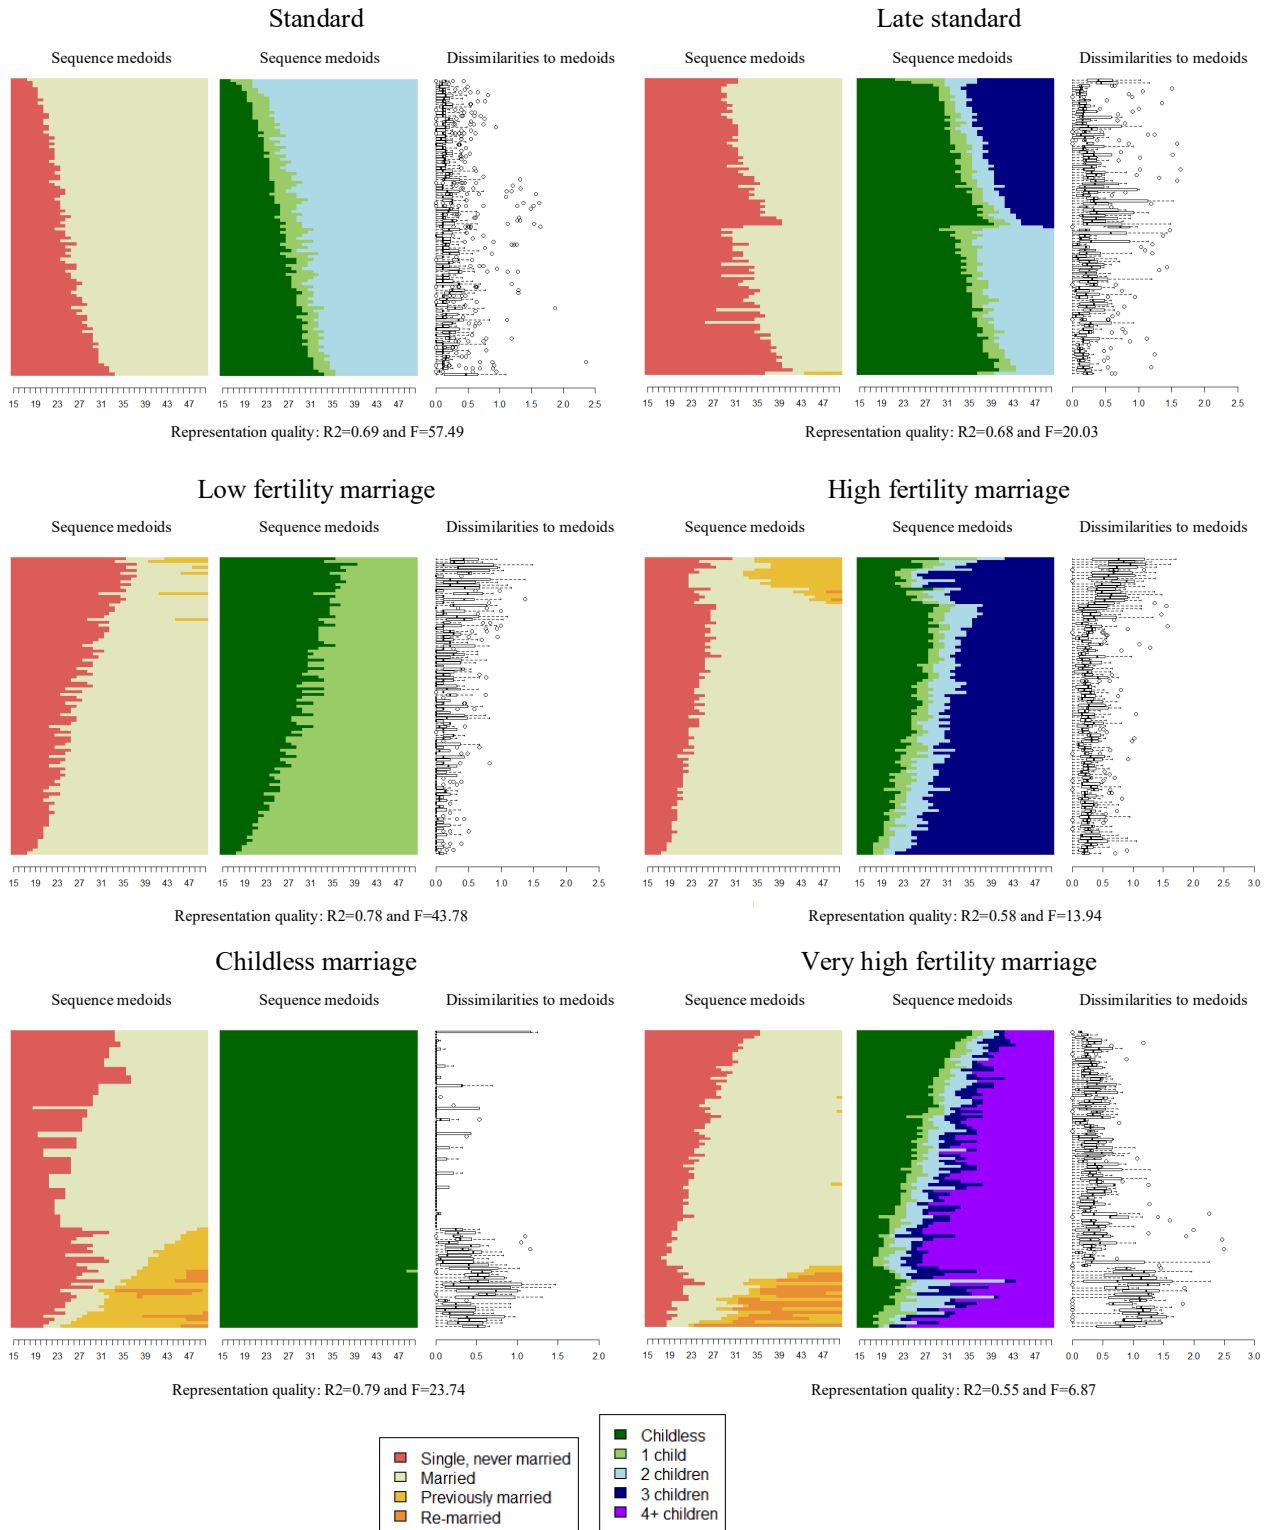 Standard
Late standard
Sequence medoids
Sequence medoids
Dissimilarities to medoids
Sequence medoids
Sequence medoids
Dissimilarities to medoids
15 19 23 27 31 35 39 43 47
15 19 23 27 31 35 39 43 47
0.0 0.5 1.0 1.5 2.0 2.5
15 19 23 27 31 35 39 43 47
15 19 23 27 31 35 39 43 47
0.0 0.5 1.0 1.5 2.0 2.5
Representation quality: R2=0.69 and F=57.49
Representation quality: R2=0.68 and F=20.03
Low fertility marriage
High fertility marriage
Sequence medoids
Sequence medoids
Dissimilarities to medoids
Sequence medoids
Sequence medoids
Dissimilarities to medoids
15 19 23 27 31 35 39 43 47
15 19 23 27 31 35 39 43 47
0.0 0.5 1.0 1.5 2.0 2.5
15 19 23 27 31 35 39 43 47
15 19 23 27 31 35 39 43 47
0.0 0.5 1.0 1.5 2.0 2.5 3.0
Representation quality: R2=0.78 and F=43.78
Representation quality: R2=0.58 and F=13.94
Childless marriage
Very high fertility marriage
Sequence medoids
Sequence medoids
Dissimilarities to medoids
Sequence medoids
Sequence medoids
Dissimilarities to medoids
15 19 23 27 31 35 39 43 47
15 19 23 27 31 35 39 43 47
0.0 0.5 1.0 1.5 2.0
15 19 23 27 31 35 39 43 47
15 19 23 27 31 35 39 43 47
0.0 0.5 1.0 1.5 2.0 2.5 3.0
Representation quality: R2=0.79 and F=23.74
Representation quality: R2=0.55 and F=6.87
Single, never married
Married
Previously married
Re-married
Childless
1 child
2 children
3 children
4+ children